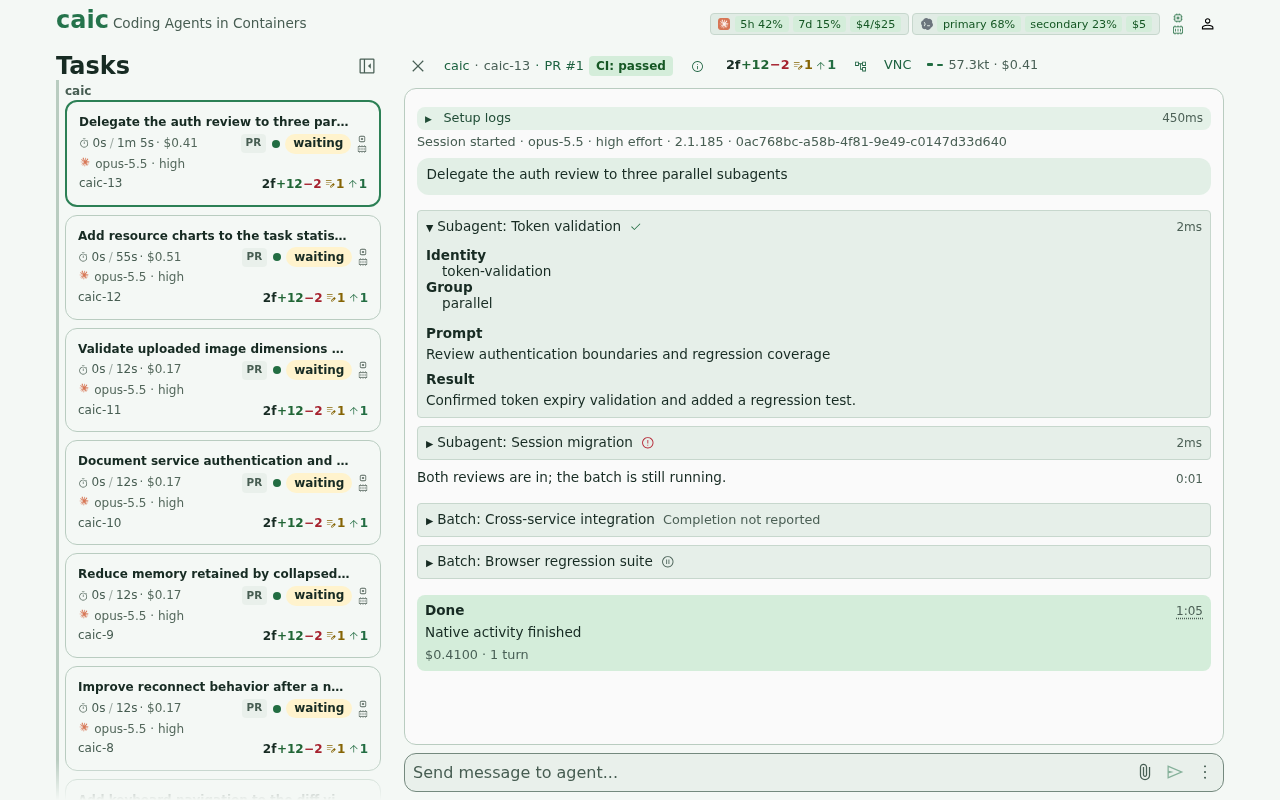 caic Coding Agents in Containers
5h 42% 7d 15% $4/$25 primary 68% secondary 23% $5
Tasks
caic
Delegate the auth review to three par…
0s / 1m 5s · $0.41 PR waiting
opus-5.5 · high
caic-13 2f+12−2 1 ↑1
Add resource charts to the task statis…
0s / 55s · $0.51 PR waiting
opus-5.5 · high
caic-12 2f+12−2 1 ↑1
Validate uploaded image dimensions …
0s / 12s · $0.17 PR waiting
opus-5.5 · high
caic-11 2f+12−2 1 ↑1
Document service authentication and …
0s / 12s · $0.17 PR waiting
opus-5.5 · high
caic-10 2f+12−2 1 ↑1
Reduce memory retained by collapsed…
0s / 12s · $0.17 PR waiting
opus-5.5 · high
caic-9 2f+12−2 1 ↑1
Improve reconnect behavior after a n…
0s / 12s · $0.17 PR waiting
opus-5.5 · high
caic-8 2f+12−2 1 ↑1
caic · caic-13 · PR #1 CI: passed 2f+12−2 1 ↑1 VNC 57.3kt · $0.41
▶ Setup logs 450ms
Session started · opus-5.5 · high effort · 2.1.185 · 0ac768bc-a58b-4f81-9e49-c0147d33d640
Delegate the auth review to three parallel subagents
▼ Subagent: Token validation ✓ 2ms
Identity
token-validation
Group
parallel
Prompt
Review authentication boundaries and regression coverage
Result
Confirmed token expiry validation and added a regression test.
▶ Subagent: Session migration 2ms
Both reviews are in; the batch is still running. 0:01
▶ Batch: Cross-service integration Completion not reported
▶ Batch: Browser regression suite
Done 1:05
Native activity finished
$0.4100 · 1 turn
Send message to agent...